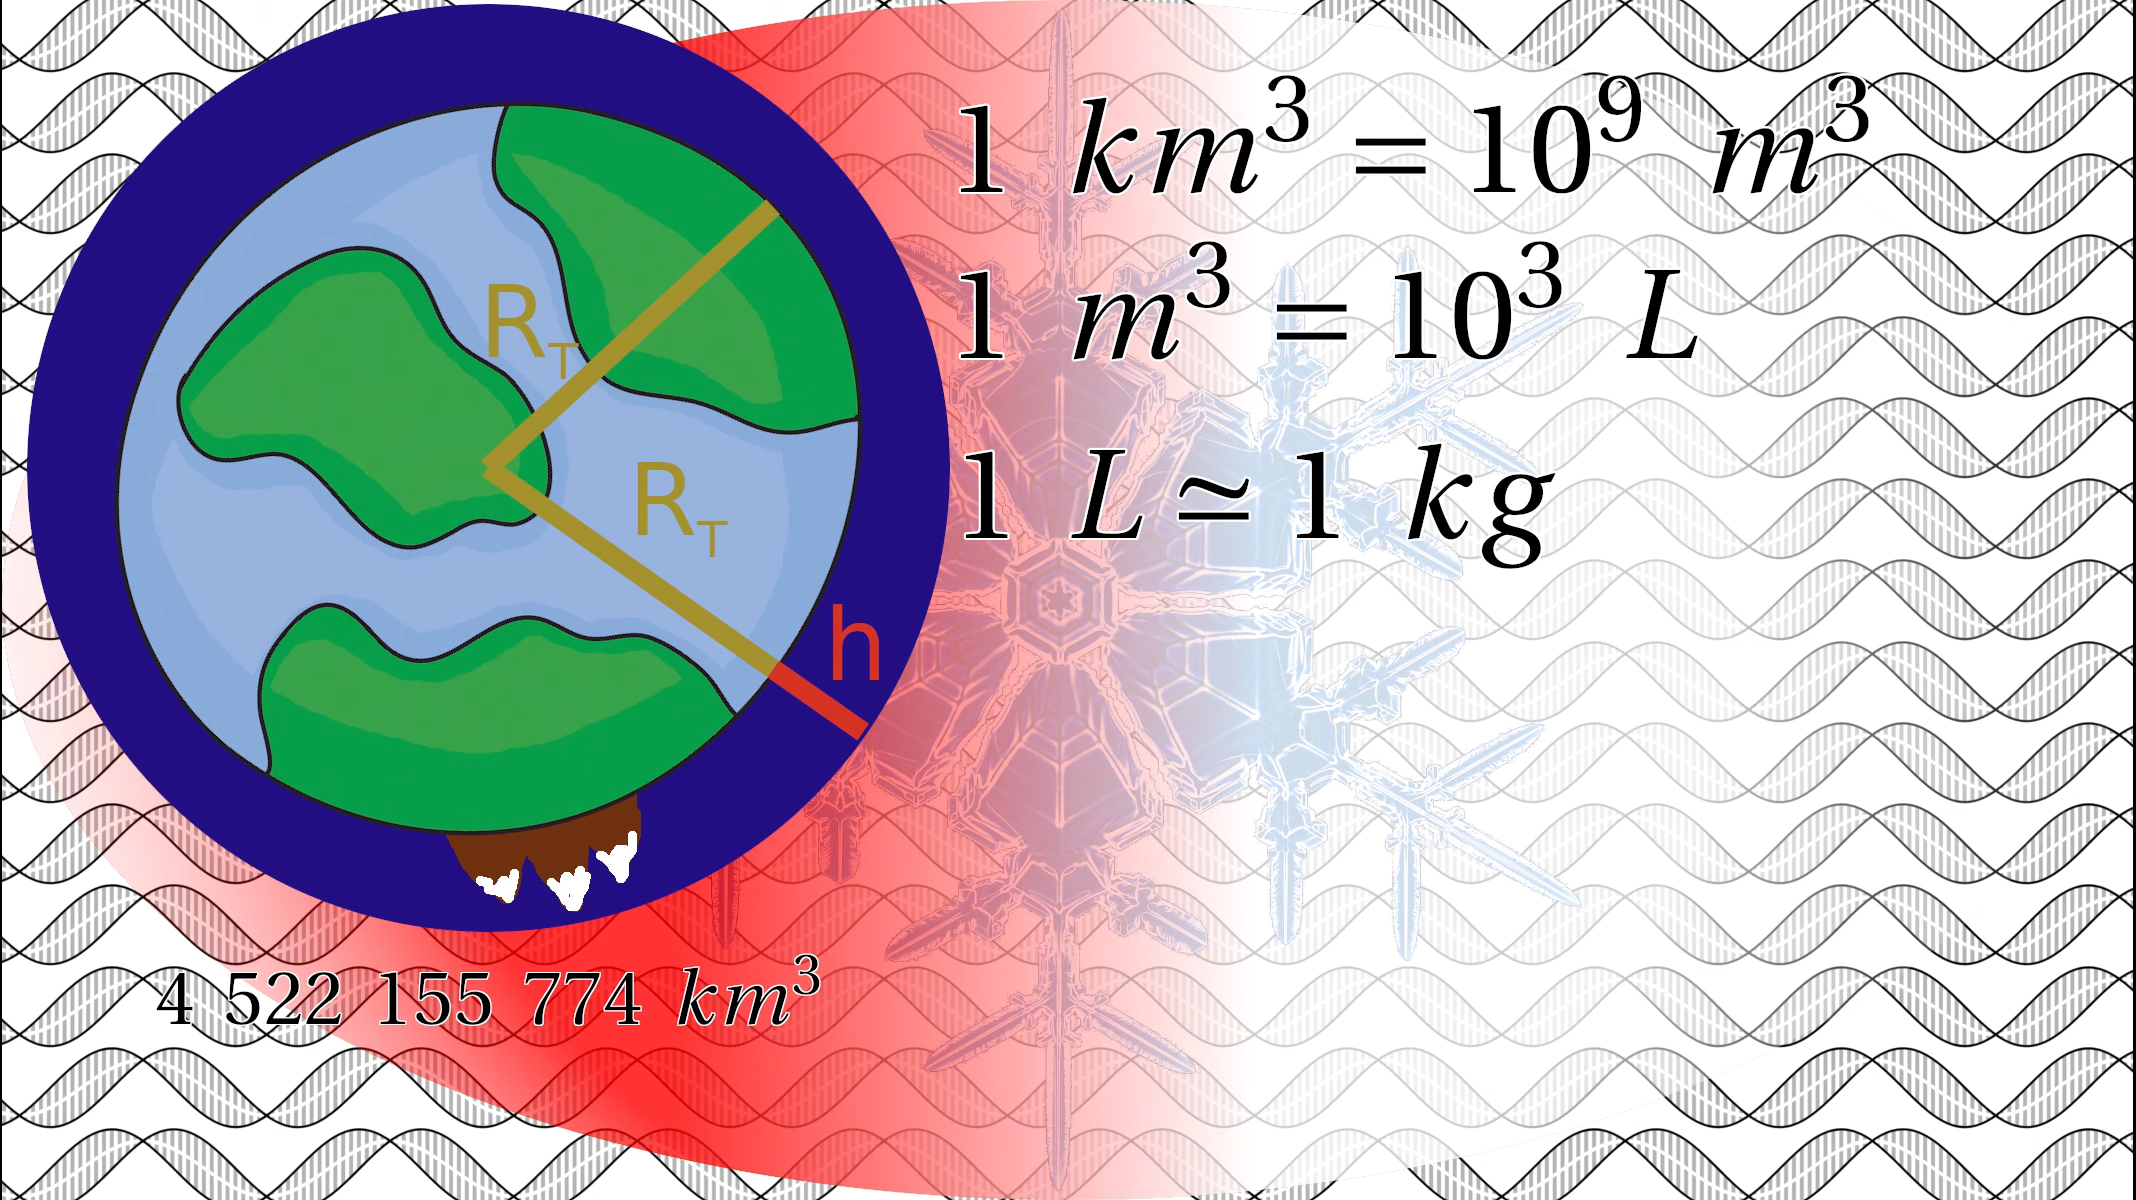 1 km³ = 10⁹ m³
1 m³ = 10³ L
1 L ≃ 1 kg
R_T
R_T
h
4 522 155 774 km³